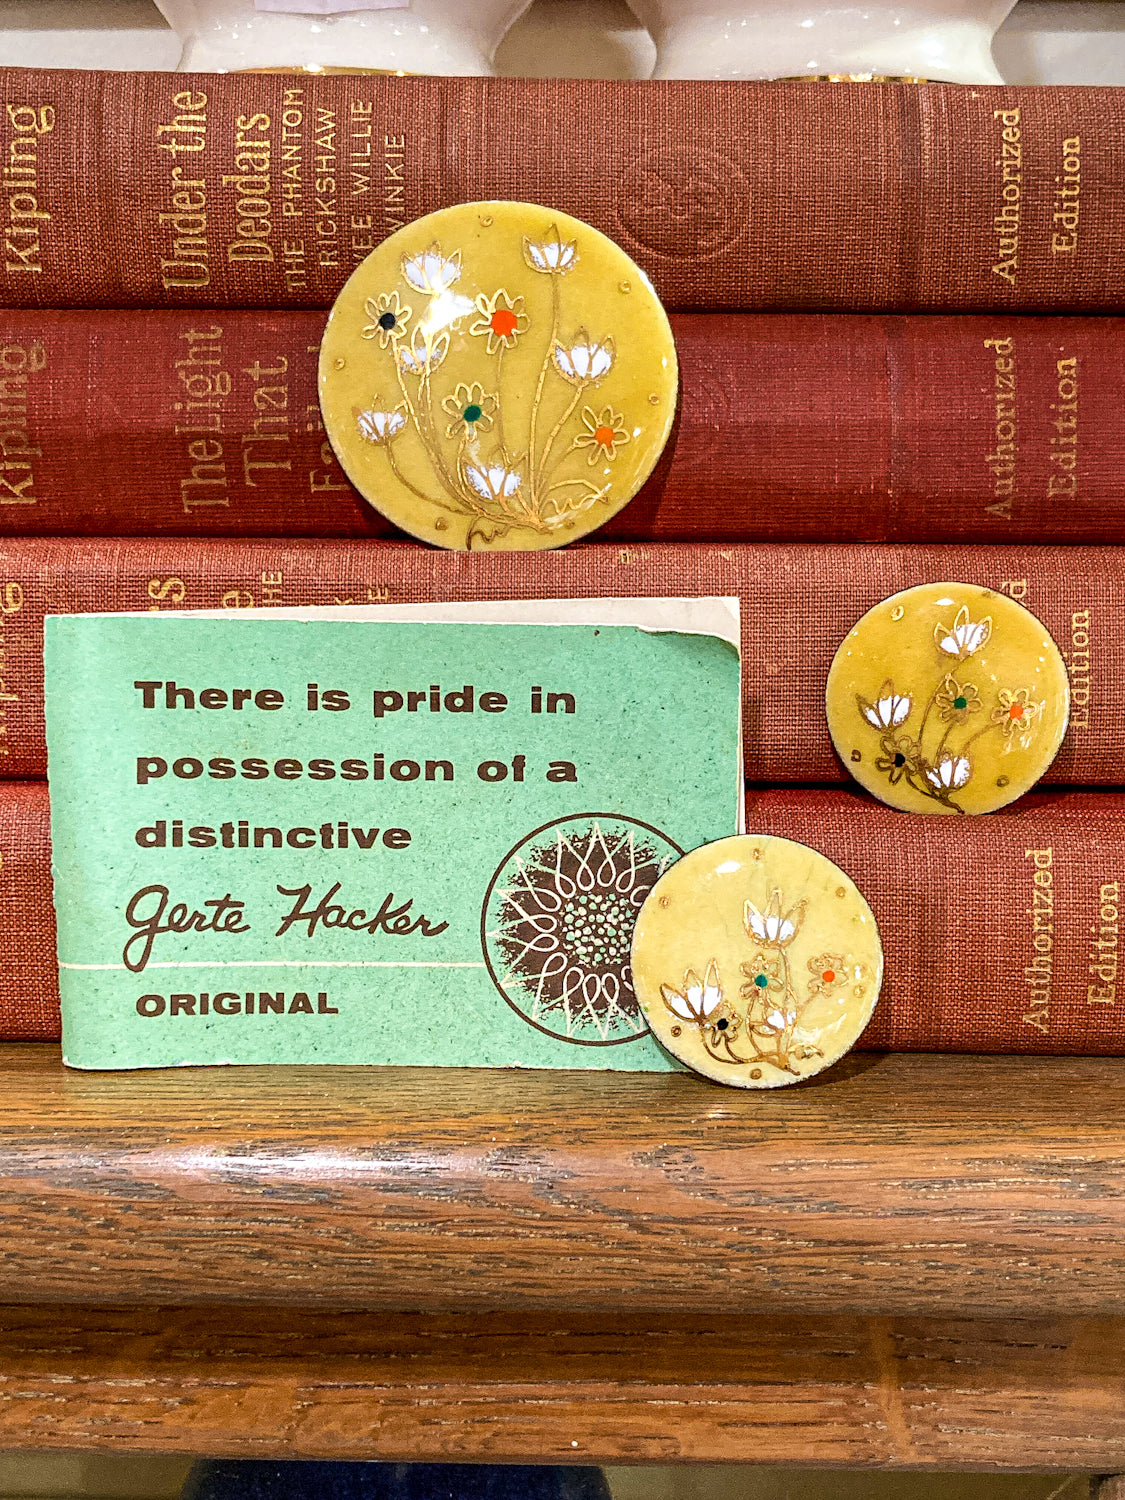 Kipling
Under the
Deodars
THE PHANTOM
RICKSHAW
WEE WILLIE
WINKIE
Authorized
Edition
Kipling
The Light
That
Authorized
Edition
THE
Edition
There is pride in
possession of a
distinctive
Gerte Hacker
ORIGINAL
Authorized
Edition